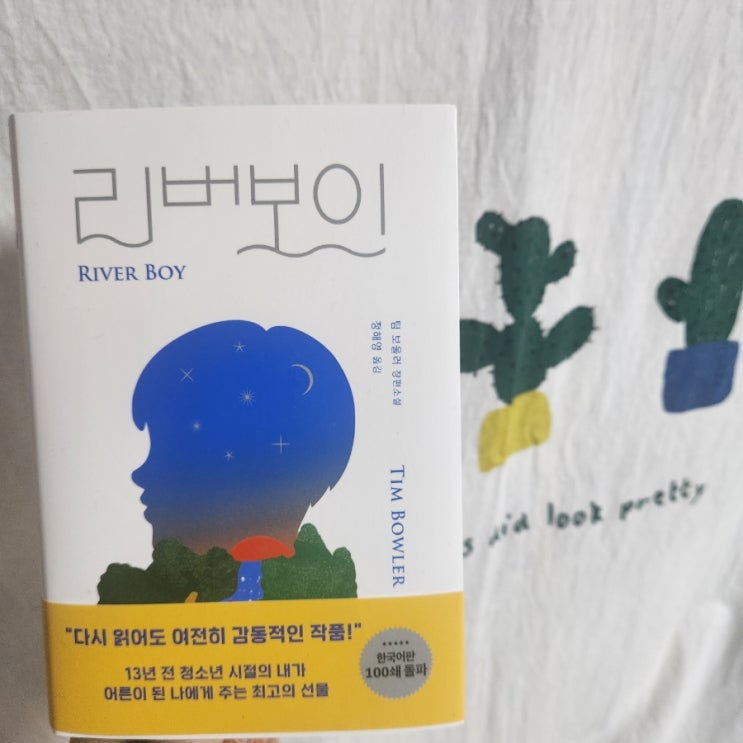 리버보이
RIVER BOY
팀 보울러 장편소설
정해영 옮김
TIM BOWLER
"다시 읽어도 여전히 감동적인 작품!"
13년 전 청소년 시절의 내가
어른이 된 나에게 주는 최고의 선물
한국어판
100쇄 돌파
look pretty